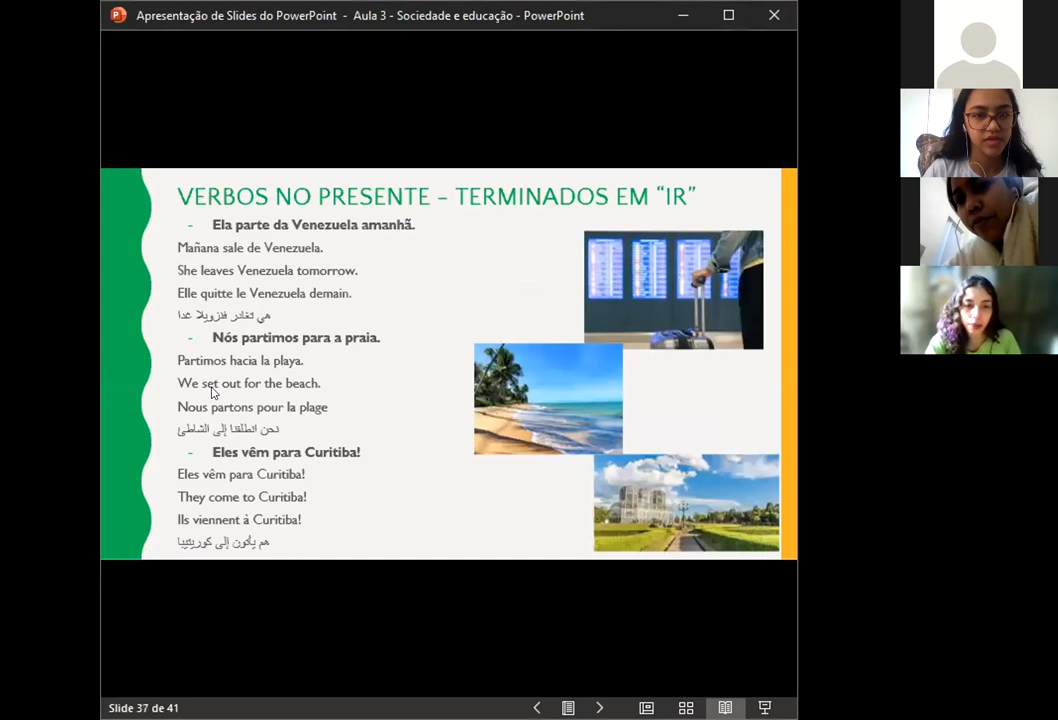 Apresentação de Slides do PowerPoint - Aula 3 - Sociedade e educação - PowerPoint
VERBOS NO PRESENTE – TERMINADOS EM “IR”
- Ela parte da Venezuela amanhã.
Mañana sale de Venezuela.
She leaves Venezuela tomorrow.
Elle quitte le Venezuela demain.
هي تغادر فنزويلا غدا
- Nós partimos para a praia.
Partimos hacia la playa.
We set out for the beach.
Nous partons pour la plage
نحن انطلقنا إلى الشاطئ
- Eles vêm para Curitiba!
Eles vêm para Curitiba!
They come to Curitiba!
Ils viennent à Curitiba!
هم يأتون إلى كوريتيبا
Slide 37 de 41